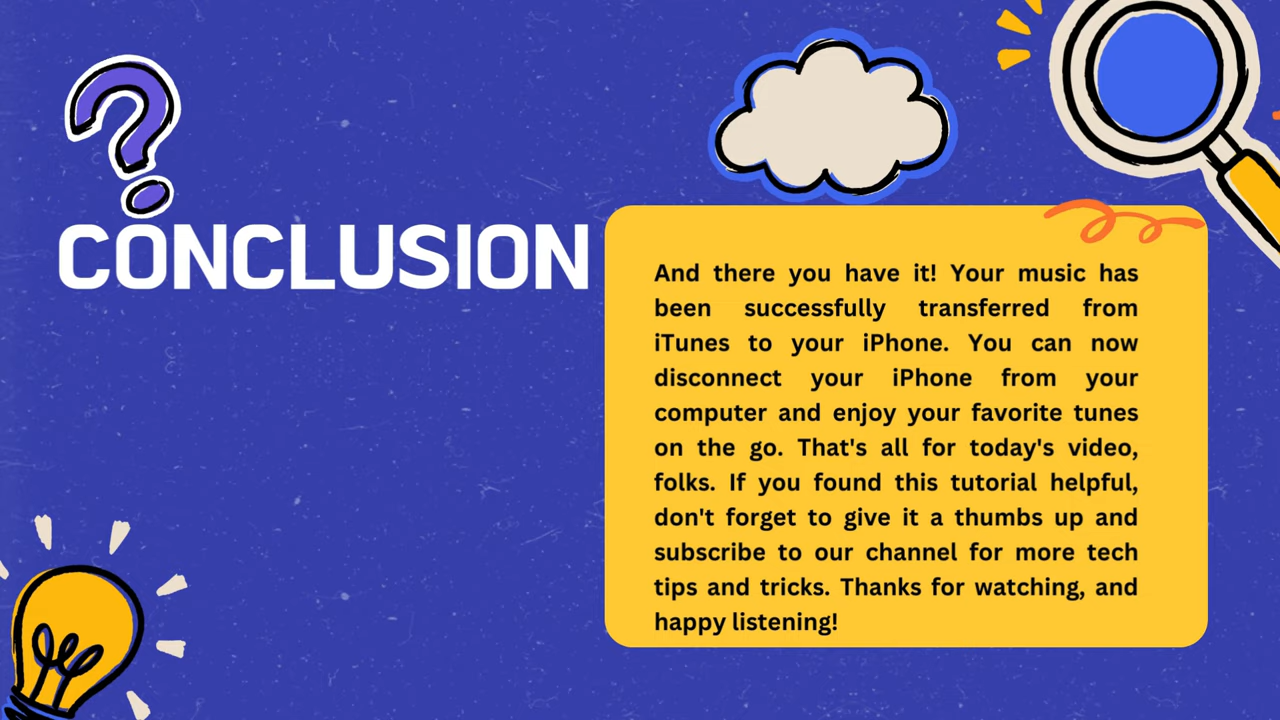 CONCLUSION
And there you have it! Your music has
been successfully transferred from
iTunes to your iPhone. You can now
disconnect your iPhone from your
computer and enjoy your favorite tunes
on the go. That's all for today's video,
folks. If you found this tutorial helpful,
don't forget to give it a thumbs up and
subscribe to our channel for more tech
tips and tricks. Thanks for watching, and
happy listening!